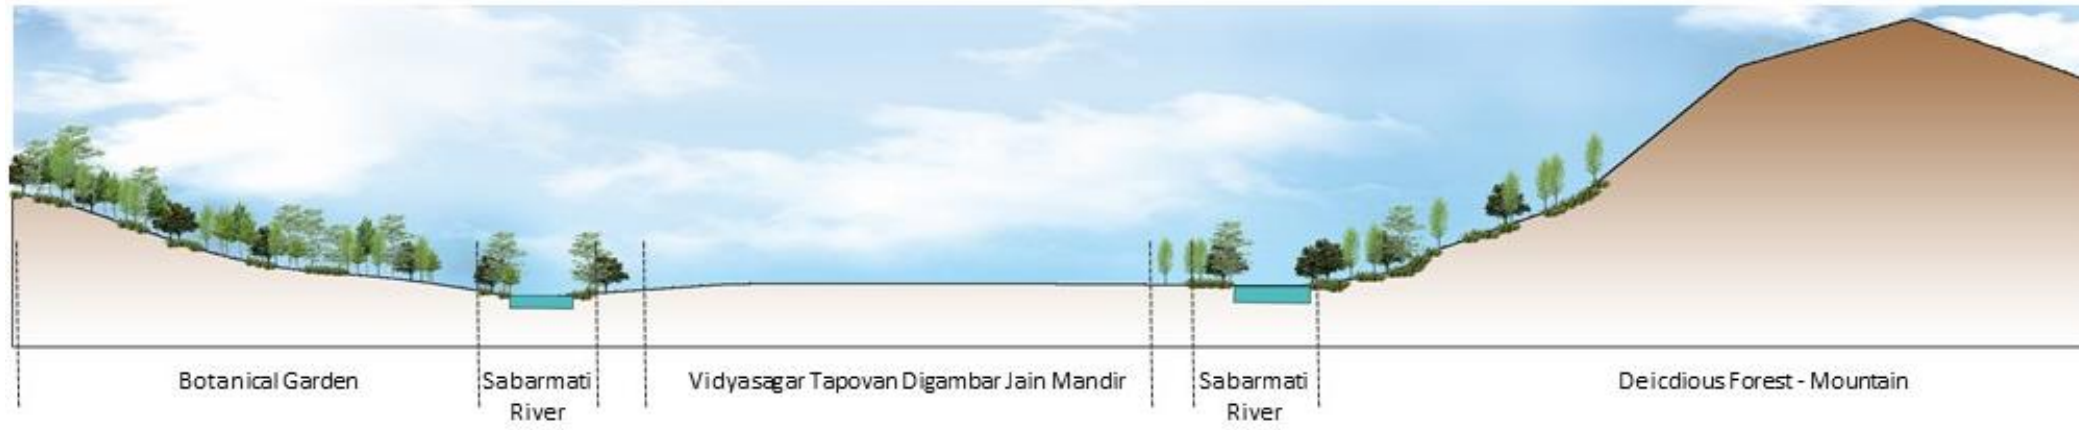 Botanical Garden
Sabarmati
River
Vidyasagar Tapovan Digambar Jain Mandir
Sabarmati
River
Deicdious Forest - Mountain